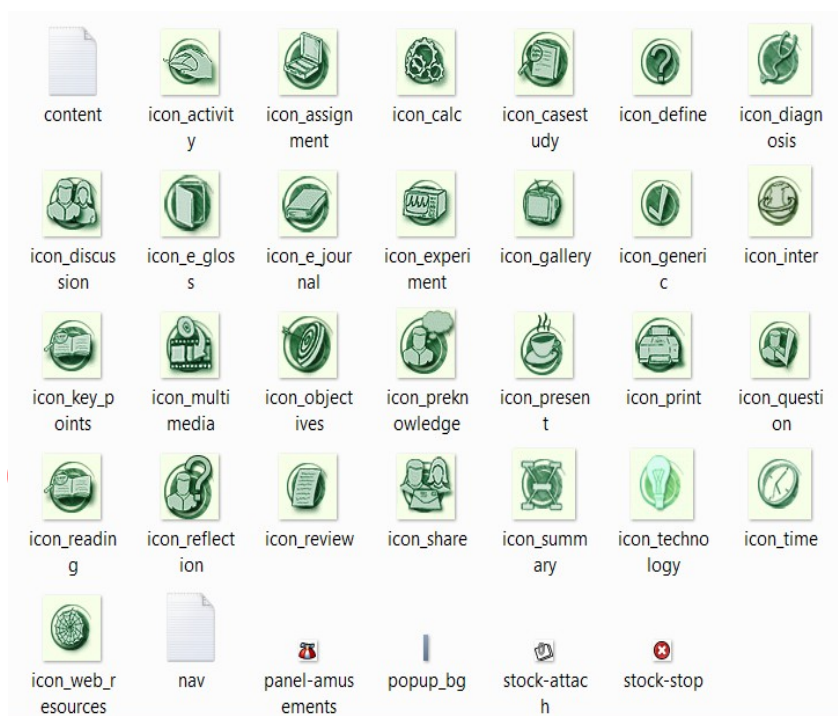 content
icon_activit
y
icon_assign
ment
icon_calc
icon_casest
udy
icon_define
icon_diagn
osis
icon_discus
sion
icon_e_glos
s
icon_e_jour
nal
icon_experi
ment
icon_gallery
icon_generi
c
icon_inter
icon_key_p
oints
icon_multi
media
icon_object
ives
icon_prekn
owledge
icon_presen
t
icon_print
icon_questi
on
icon_readin
g
icon_reflect
ion
icon_review
icon_share
icon_summ
ary
icon_techno
logy
icon_time
icon_web_r
esources
nav
panel-amus
ements
popup_bg
stock-attac
h
stock-stop